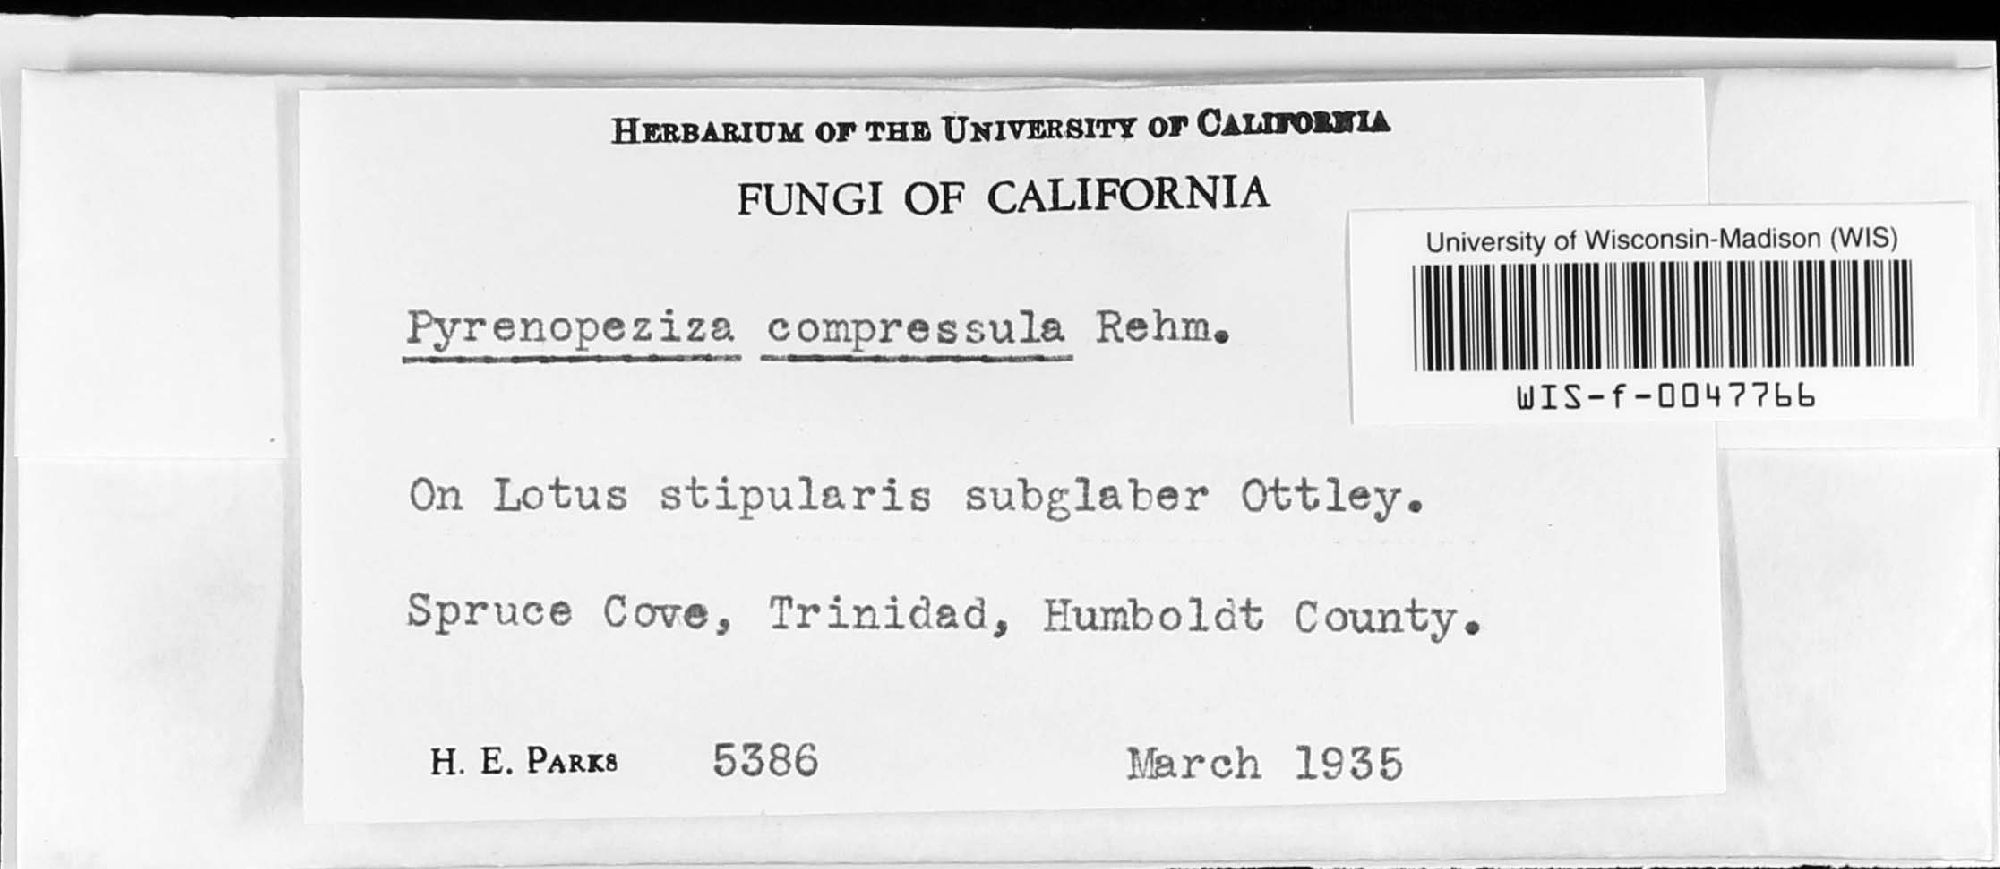 HERBARIUM OF THE UNIVERSITY OF CALIFORNIA
FUNGI OF CALIFORNIA
University of Wisconsin-Madison (WIS)
WIS-f-0047766
Pyrenopeziza compressula Rehm.
On Lotus stipularis subglaber Ottley.
Spruce Cove, Trinidad, Humboldt County.
H. E. PARKS 5386 March 1935